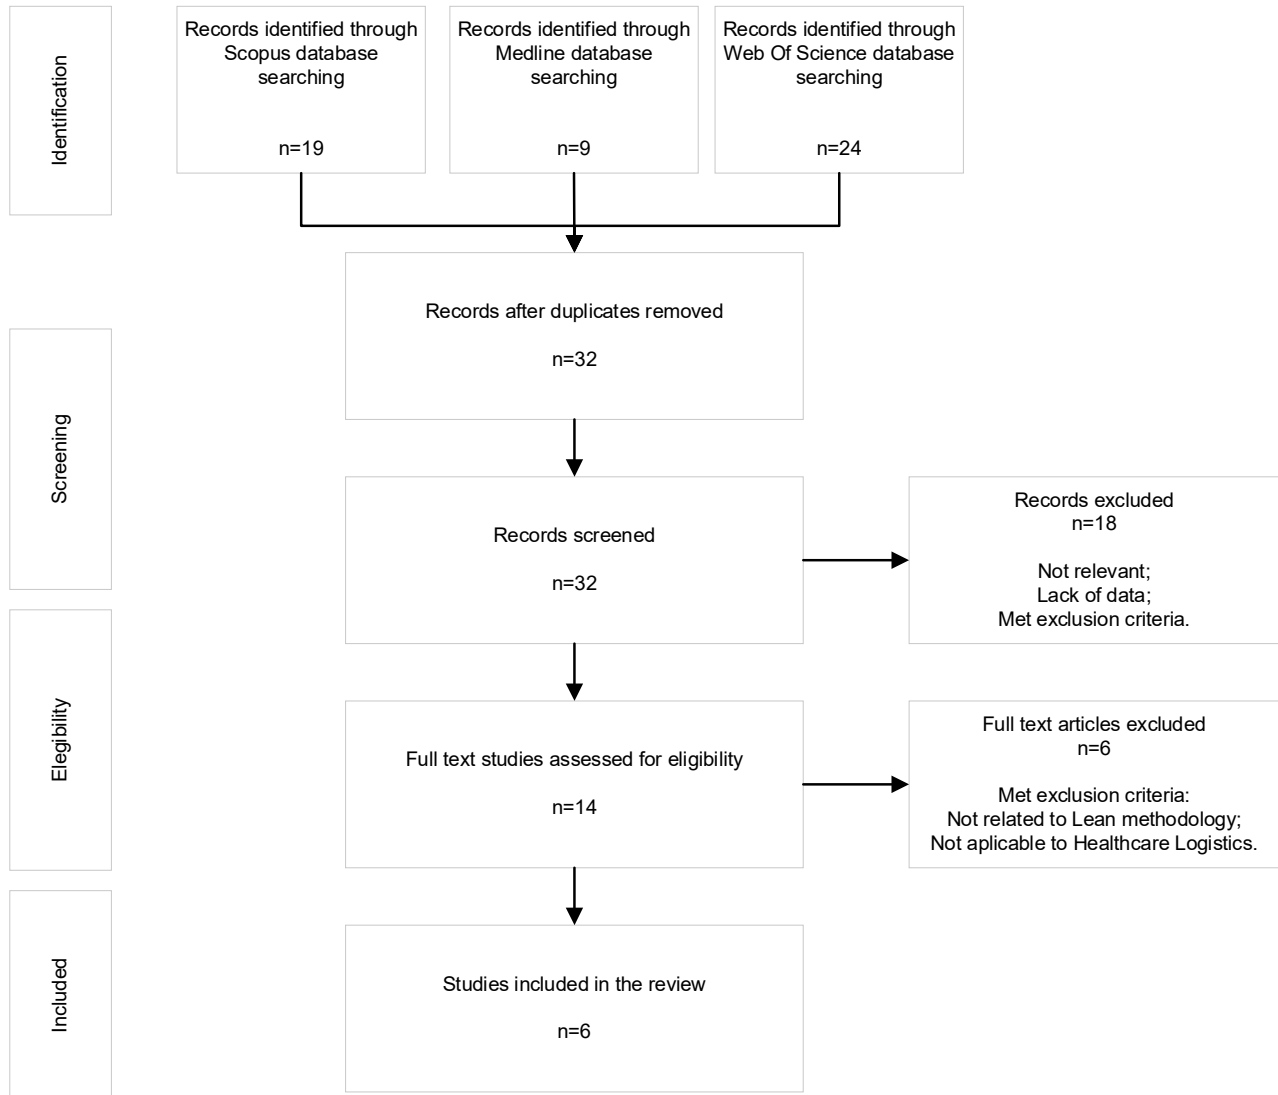 Identification
Records identified through
Scopus database
searching
n=19
Records identified through
Medline database
searching
n=9
Records identified through
Web Of Science database
searching
n=24
Records after duplicates removed
n=32
Screening
Records screened
n=32
Records excluded
n=18
Not relevant;
Lack of data;
Met exclusion criteria.
Elegibility
Full text studies assessed for eligibility
n=14
Full text articles excluded
n=6
Met exclusion criteria:
Not related to Lean methodology;
Not aplicable to Healthcare Logistics.
Included
Studies included in the review
n=6